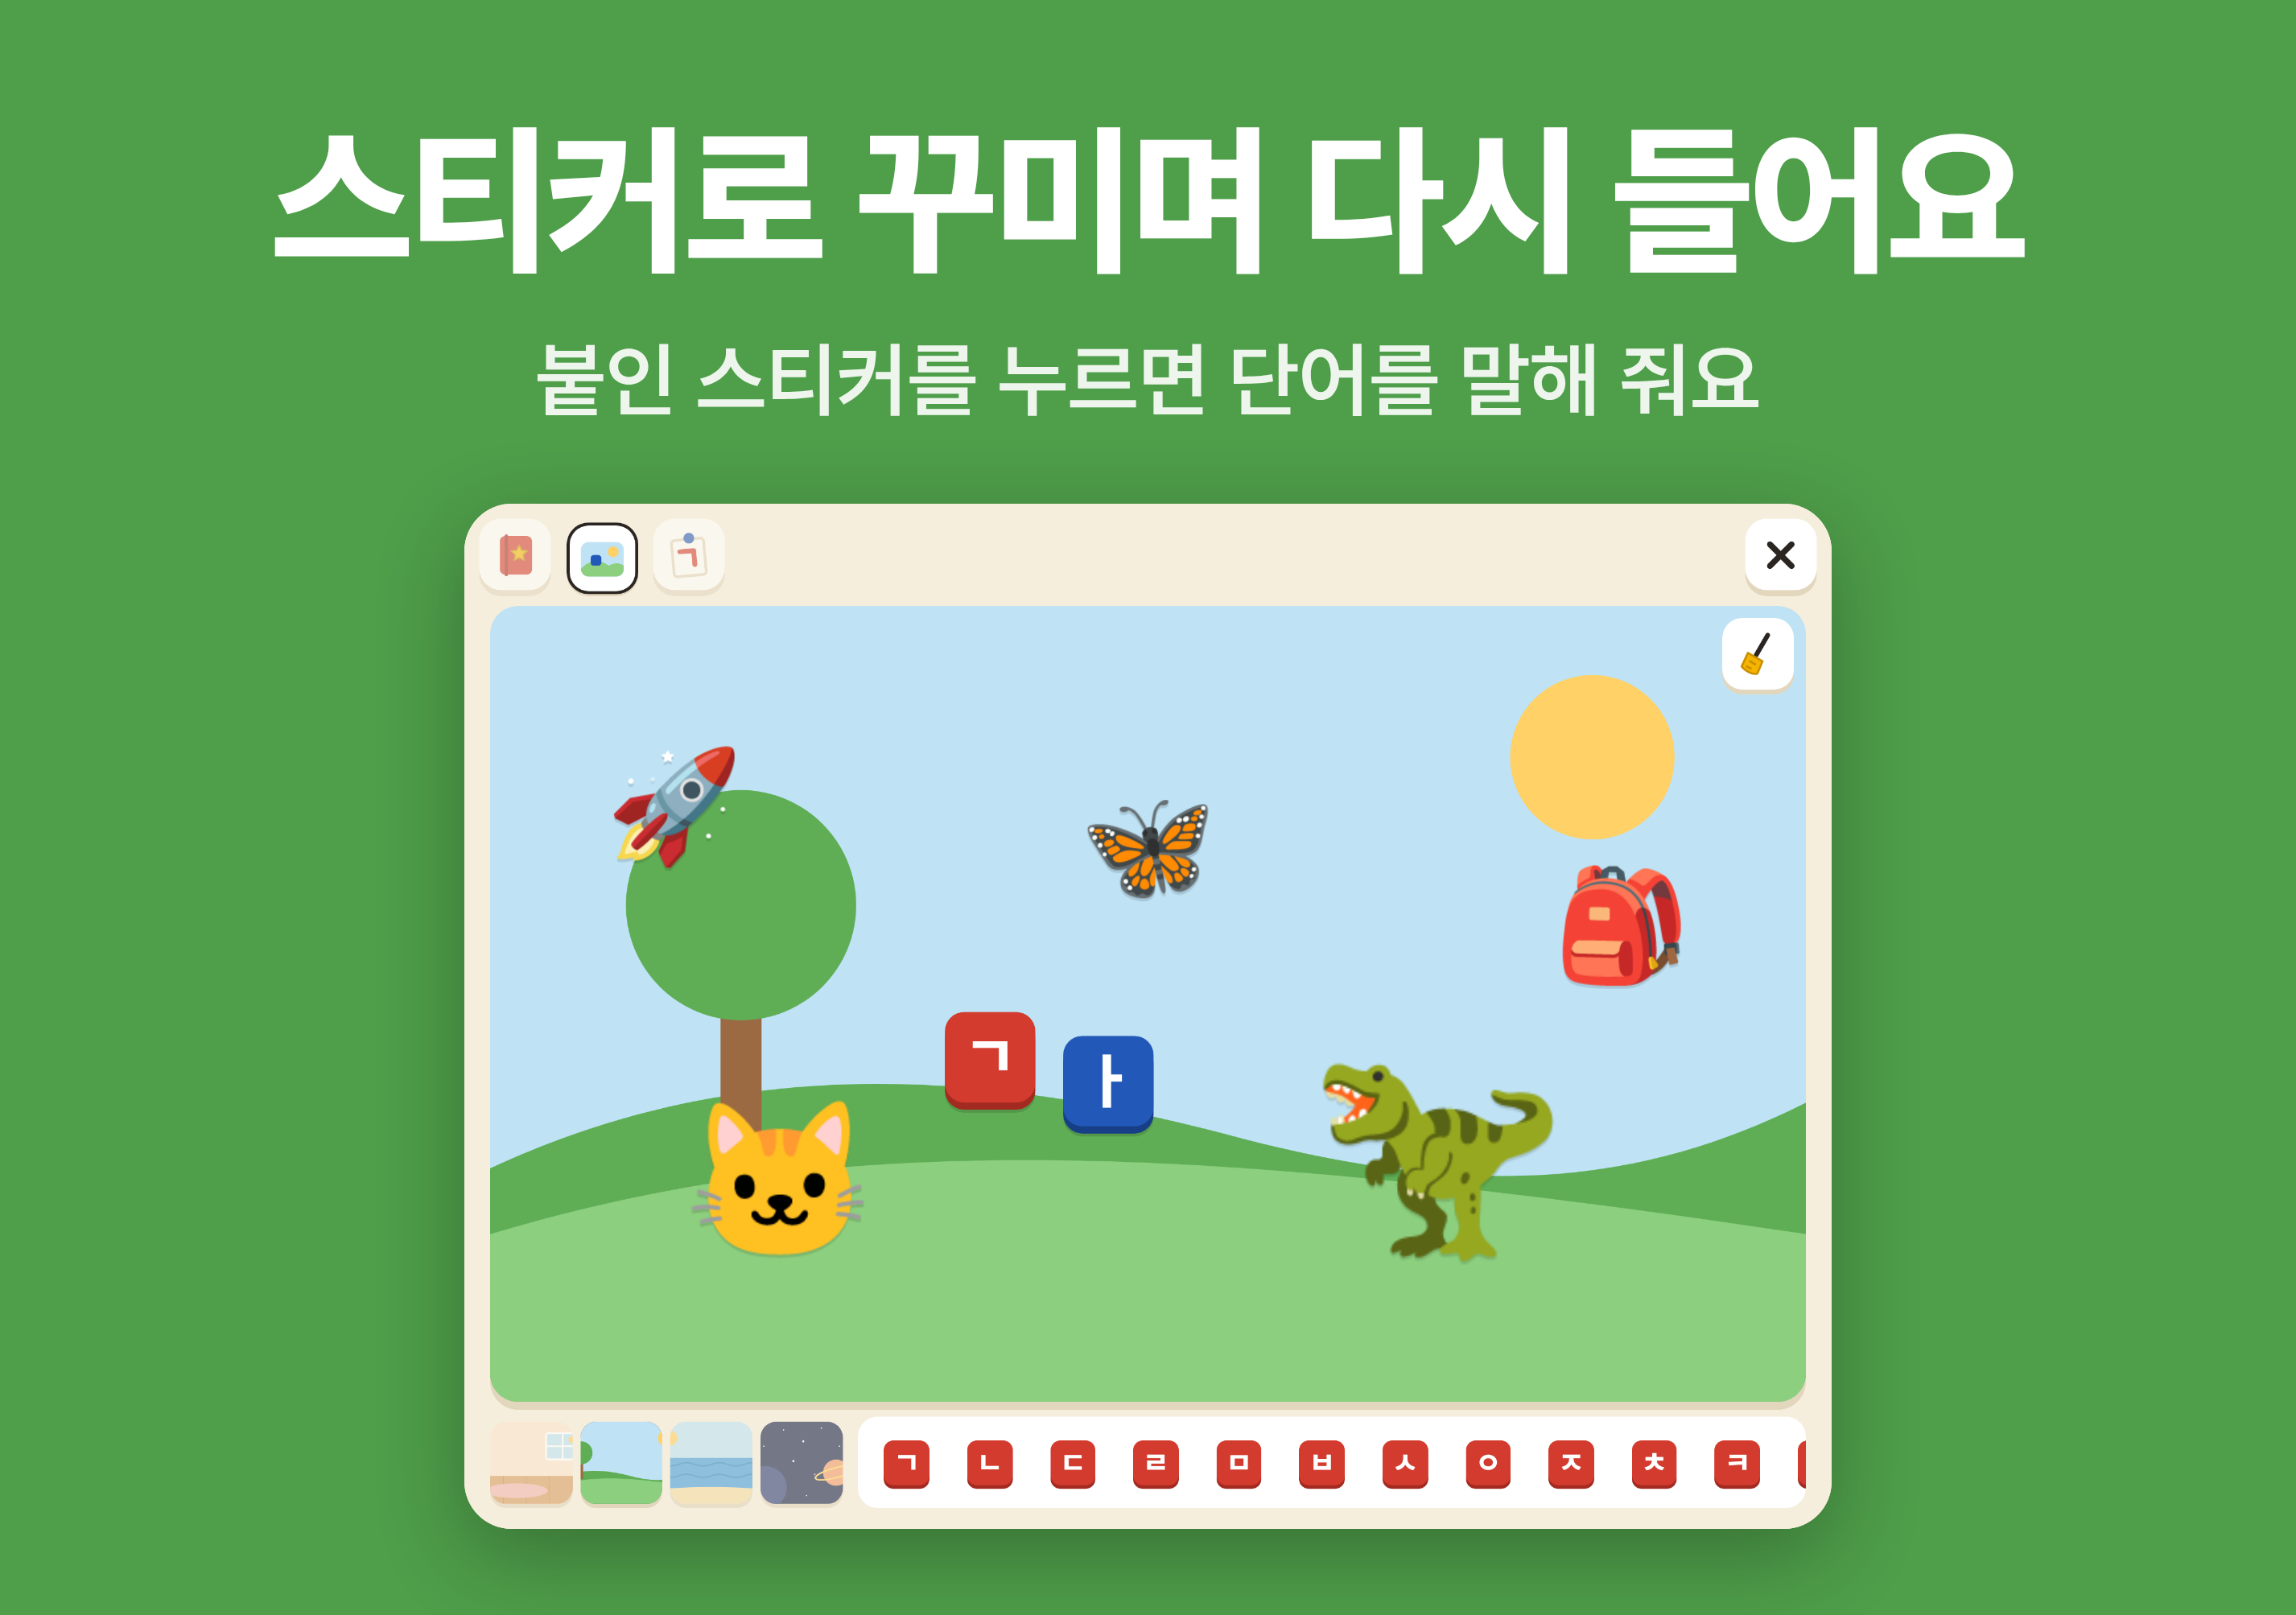 스티커로 꾸미며 다시 들어요
붙인 스티커를 누르면 단어를 말해 줘요
ㄱ
ㄱ ㅏ
ㄱ ㄴ ㄷ ㄹ ㅁ ㅂ ㅅ ㅇ ㅈ ㅊ ㅋ